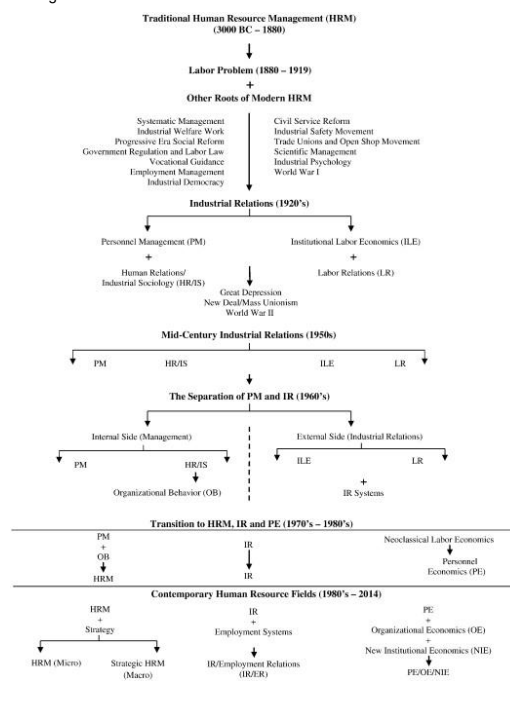 Traditional Human Resource Management (HRM)
(3000 BC – 1880)
Labor Problem (1880 – 1919)
+
Other Roots of Modern HRM
Systematic Management
Industrial Welfare Work
Progressive Era Social Reform
Government Regulation and Labor Law
Vocational Guidance
Employment Management
Industrial Democracy
Civil Service Reform
Industrial Safety Movement
Trade Unions and Open Shop Movement
Scientific Management
Industrial Psychology
World War I
Industrial Relations (1920's)
Personnel Management (PM)
+
Human Relations/
Industrial Sociology (HR/IS)
Institutional Labor Economics (ILE)
+
Labor Relations (LR)
Great Depression
New Deal/Mass Unionism
World War II
Mid-Century Industrial Relations (1950s)
PM HR/IS ILE LR
The Separation of PM and IR (1960's)
Internal Side (Management)
PM HR/IS
Organizational Behavior (OB)
External Side (Industrial Relations)
ILE LR
+
IR Systems
Transition to HRM, IR and PE (1970's – 1980's)
PM
+
OB
HRM
IR
IR
Neoclassical Labor Economics
Personnel
Economics (PE)
Contemporary Human Resource Fields (1980's – 2014)
HRM
+
Strategy
HRM (Micro)
Strategic HRM
(Macro)
IR
+
Employment Systems
IR/Employment Relations
(IR/ER)
PE
+
Organizational Economics (OE)
+
New Institutional Economics (NIE)
PE/OE/NIE